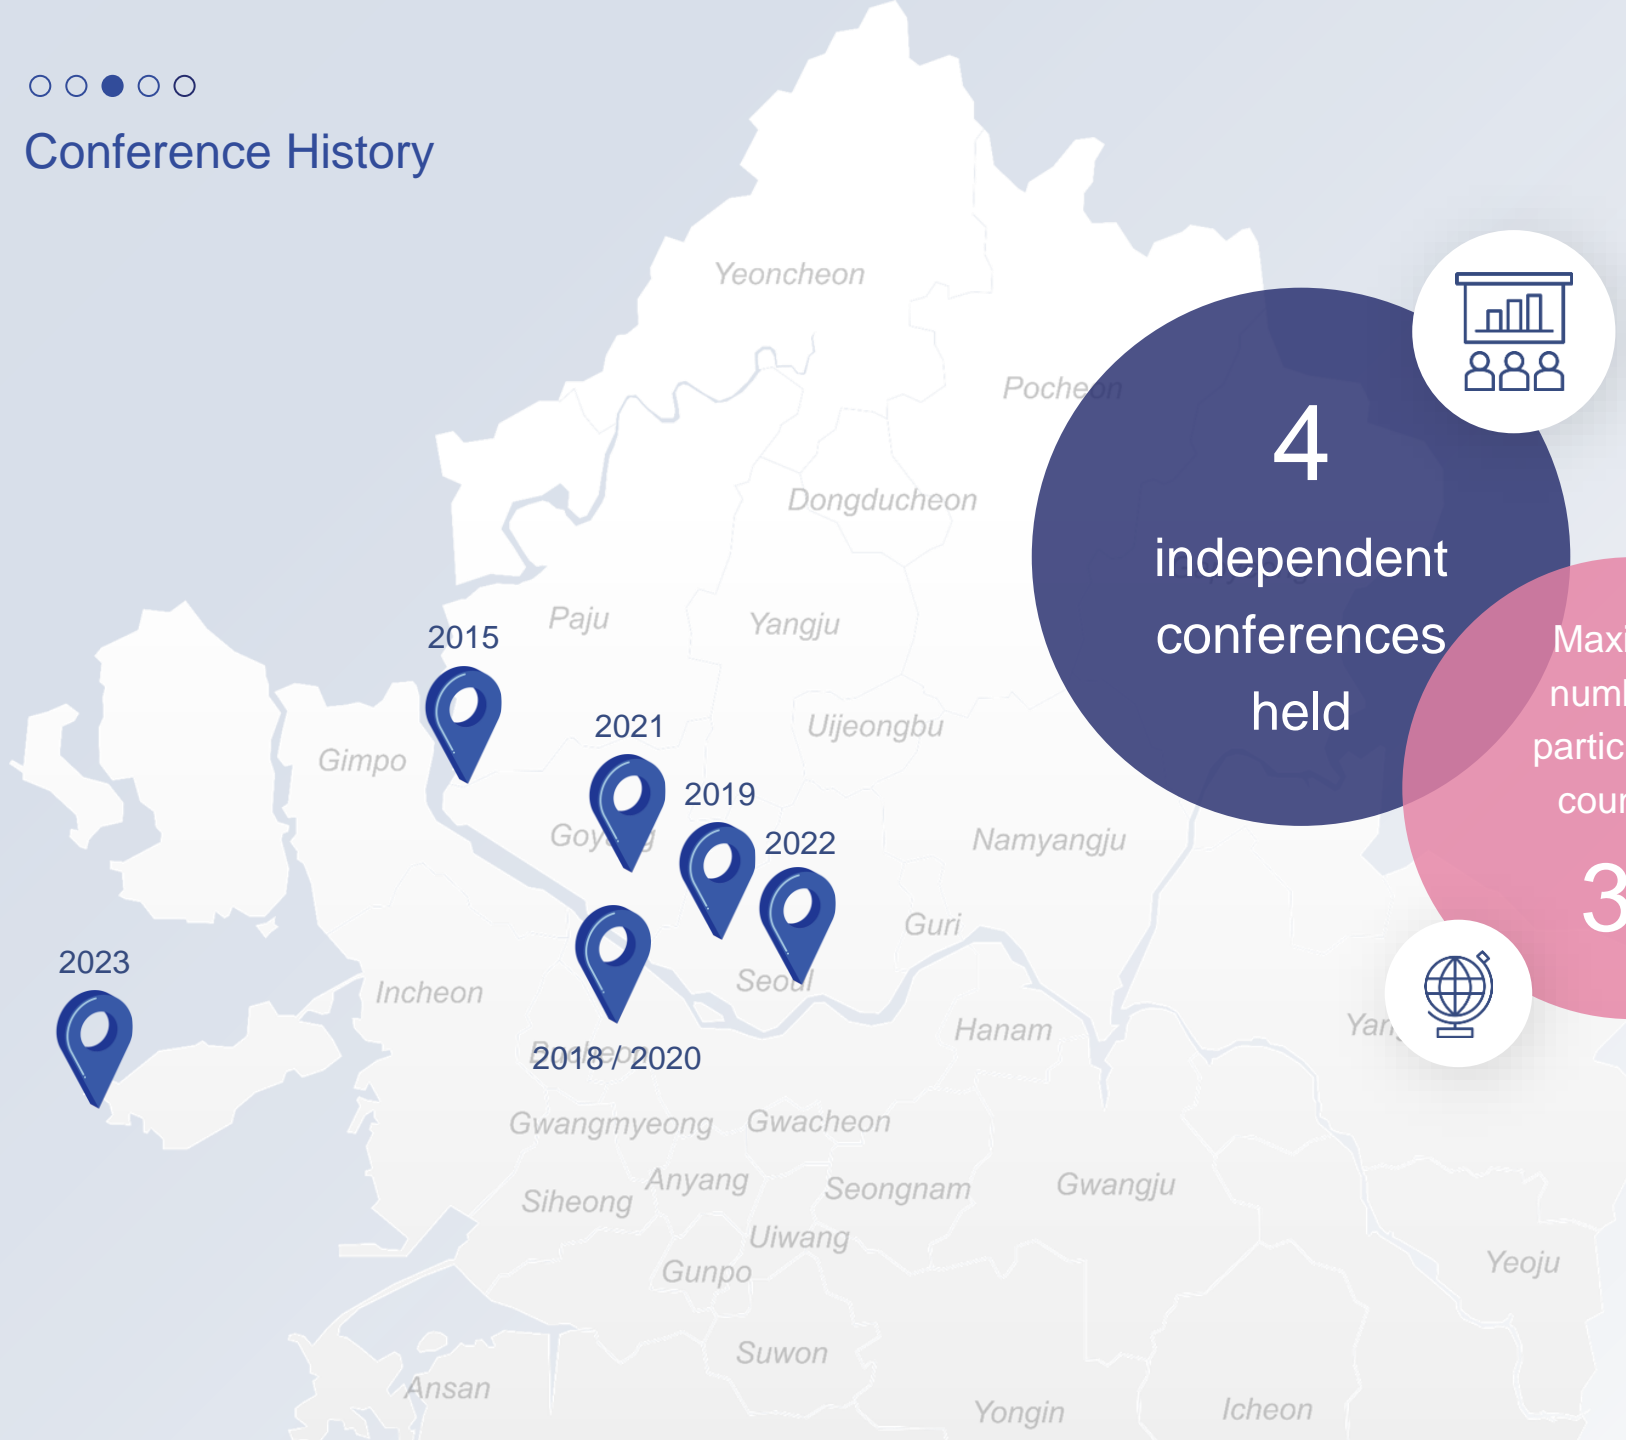 Conference History
Yeoncheon
Pocheon
4
independent
conferences
held
Dongducheon
Paju
Yangju
2015
2021
Uijeongbu
Gimpo
2019
2022
Namyangju
Guri
2023
Incheon
Seoul
Hanam
2018 / 2020
Gwangmyeong
Gwacheon
Anyang
Siheong
Seongnam
Gwangju
Uiwang
Gunpo
Yeoju
Suwon
Ansan
Yongin
Icheon